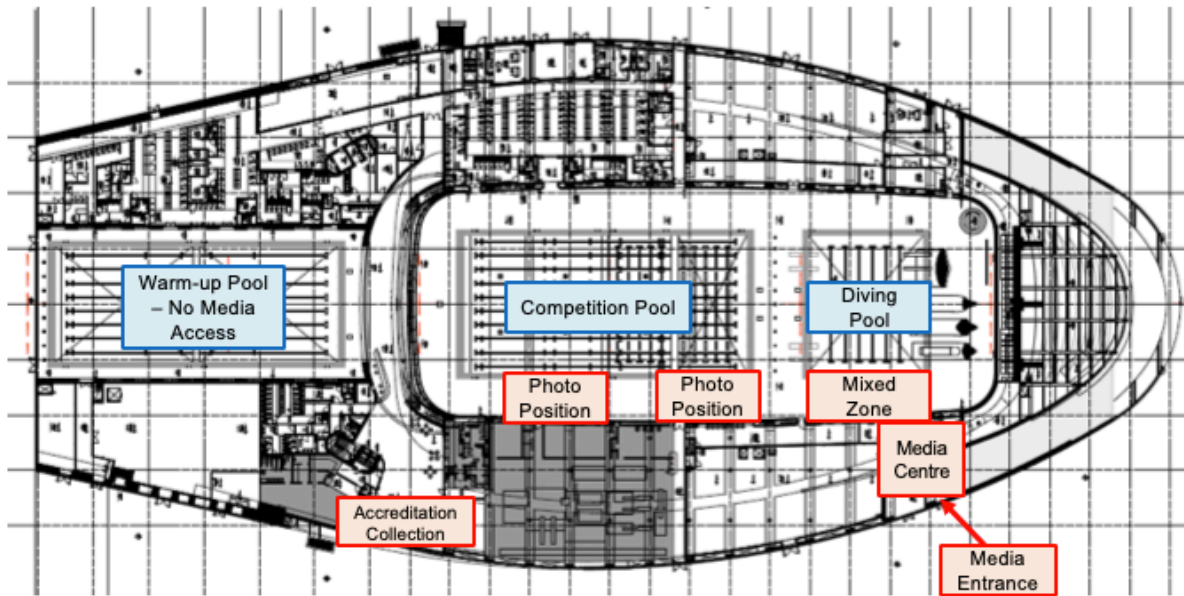 Warm-up Pool
– No Media
Access
Competition Pool
Diving
Pool
Photo
Position
Photo
Position
Mixed
Zone
Media
Centre
Accreditation
Collection
Media
Entrance